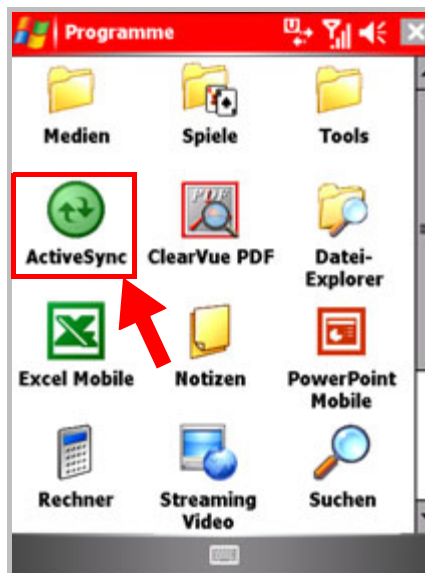 Programme
Medien Spiele Tools
ActiveSync ClearVue PDF Datei-
Explorer
Excel Mobile Notizen PowerPoint
Mobile
Rechner Streaming Suchen
Video